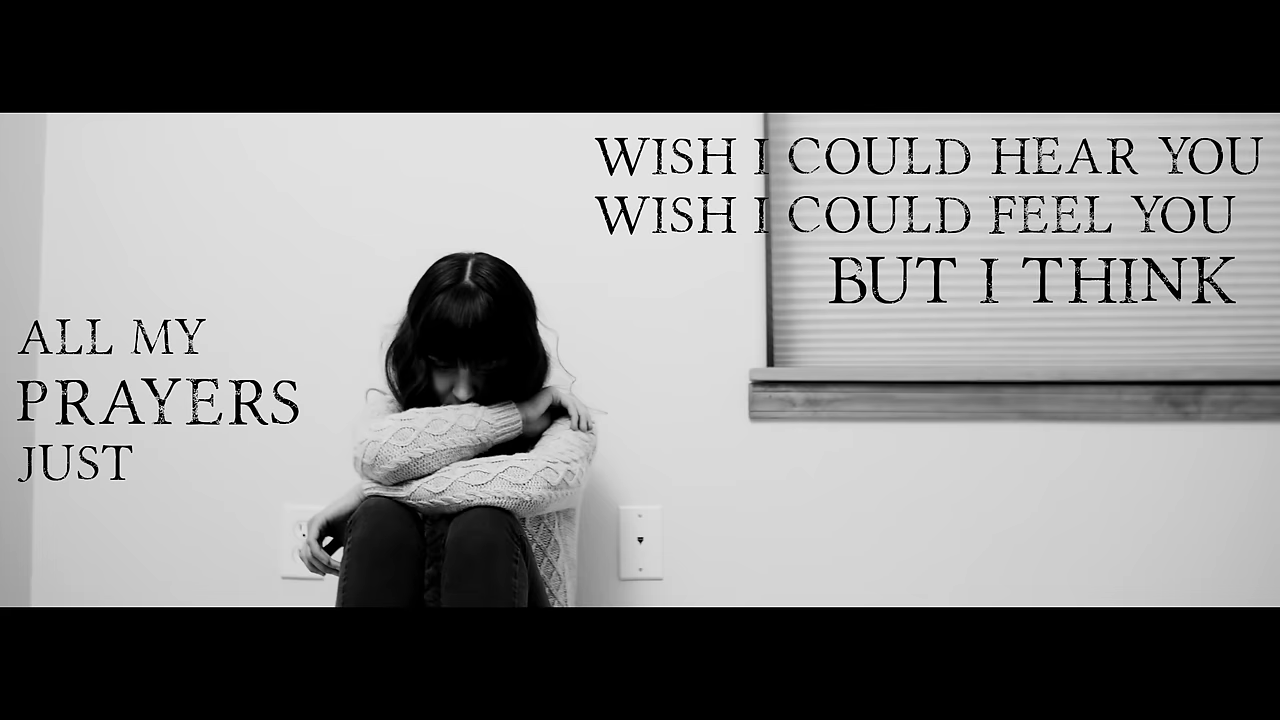 WISH I COULD HEAR YOU
WISH I COULD FEEL YOU
BUT I THINK
ALL MY
PRAYERS
JUST